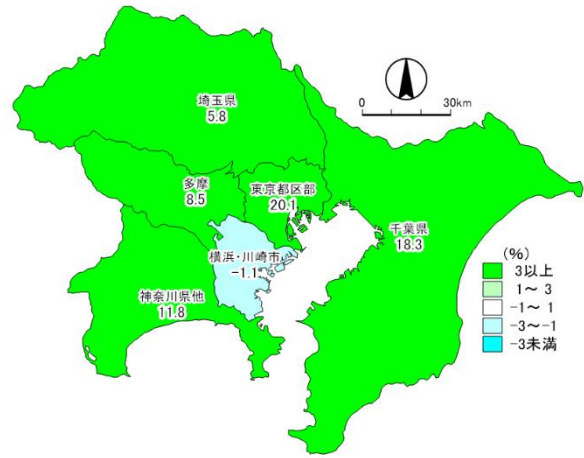 0 30km
埼玉県
5.8
多摩
8.5
東京都区部
20.1
千葉県
18.3
横浜・川崎市
-1.1
神奈川県他
11.8
(%)
3以上
1～ 3
-1～ 1
-3～-1
-3未満